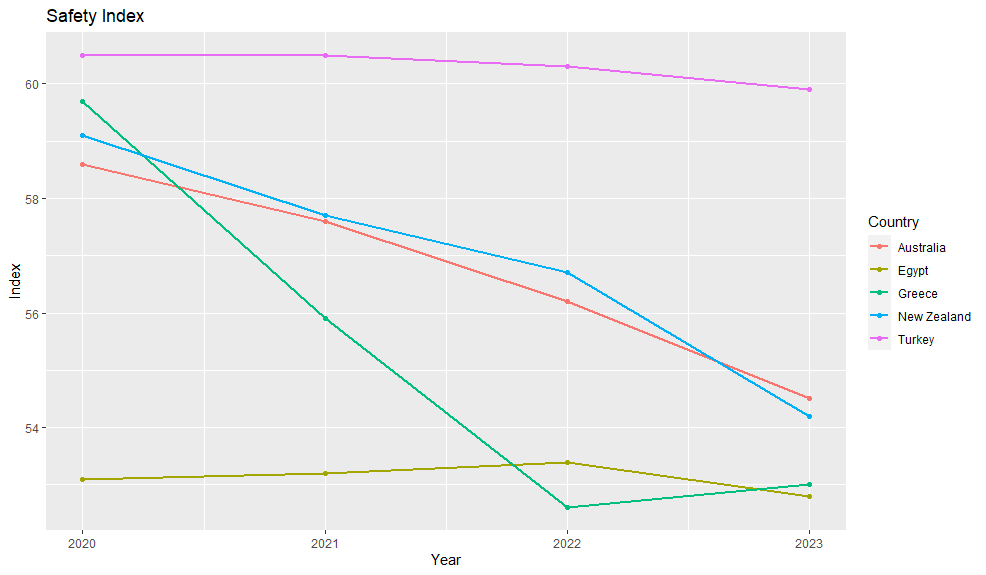 Safety Index
60
58
56
54
Index
2020 2021 2022 2023
Year
Country
Australia
Egypt
Greece
New Zealand
Turkey